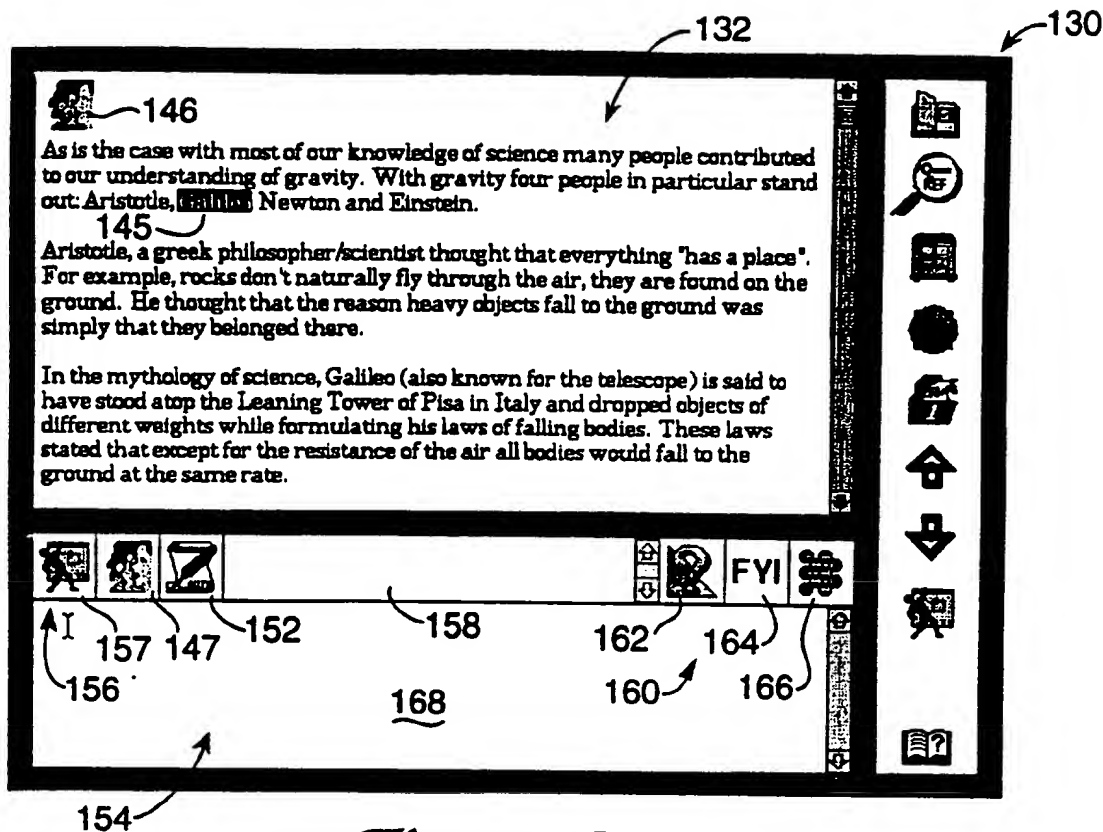 132
130
146
As is the case with most of our knowledge of science many people contributed
to our understanding of gravity. With gravity four people in particular stand
out: Aristotle, Galileo Newton and Einstein.
145
Aristotle, a greek philosopher/scientist thought that everything "has a place".
For example, rocks don't naturally fly through the air, they are found on the
ground. He thought that the reason heavy objects fall to the ground was
simply that they belonged there.
In the mythology of science, Galileo (also known for the telescope) is said to
have stood atop the Leaning Tower of Pisa in Italy and dropped objects of
different weights while formulating his laws of falling bodies. These laws
stated that except for the resistance of the air all bodies would fall to the
ground at the same rate.
REF
FYI
157 147 152 158 162 164
156 168 160 166
154